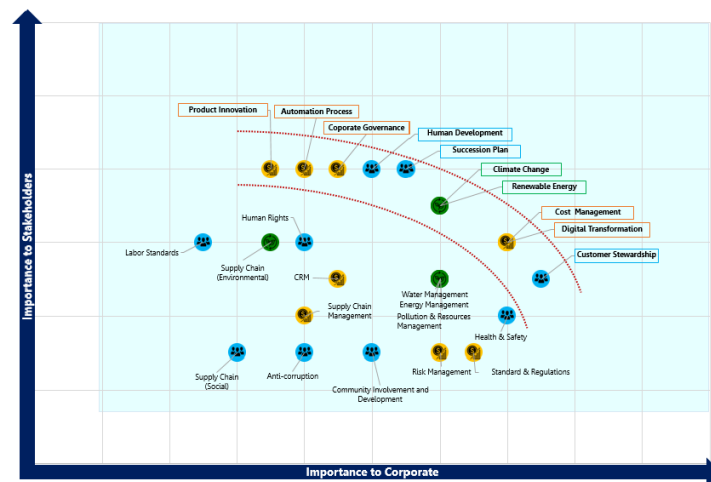 Product Innovation
Automation Process
Coporate Governance
Human Development
Succession Plan
Climate Change
Renewable Energy
Cost Management
Digital Transformation
Customer Stewardship
Human Rights
Labor Standards
Supply Chain
(Environmental)
CRM
Water Management
Energy Management
Pollution & Resources
Management
Supply Chain
Management
Health & Safety
Supply Chain
(Social)
Anti-corruption
Community Involvement and
Development
Risk Management
Standard & Regulations
Importance to Stakeholders
Importance to Corporate